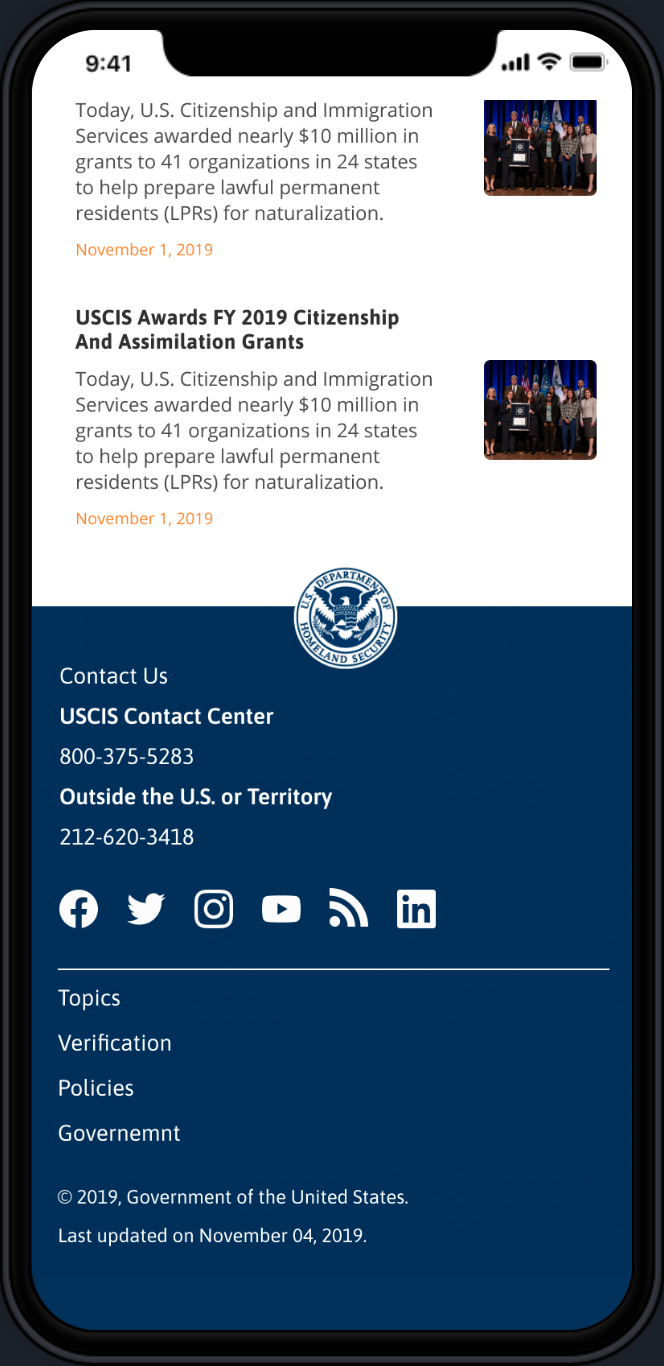 9:41
Today, U.S. Citizenship and Immigration
Services awarded nearly $10 million in
grants to 41 organizations in 24 states
to help prepare lawful permanent
residents (LPRs) for naturalization.
November 1, 2019
USCIS Awards FY 2019 Citizenship
And Assimilation Grants
Today, U.S. Citizenship and Immigration
Services awarded nearly $10 million in
grants to 41 organizations in 24 states
to help prepare lawful permanent
residents (LPRs) for naturalization.
November 1, 2019
U.S. DEPARTMENT OF
HOMELAND SECURITY
Contact Us
USCIS Contact Center
800-375-5283
Outside the U.S. or Territory
212-620-3418
in
Topics
Verification
Policies
Governemnt
© 2019, Government of the United States.
Last updated on November 04, 2019.